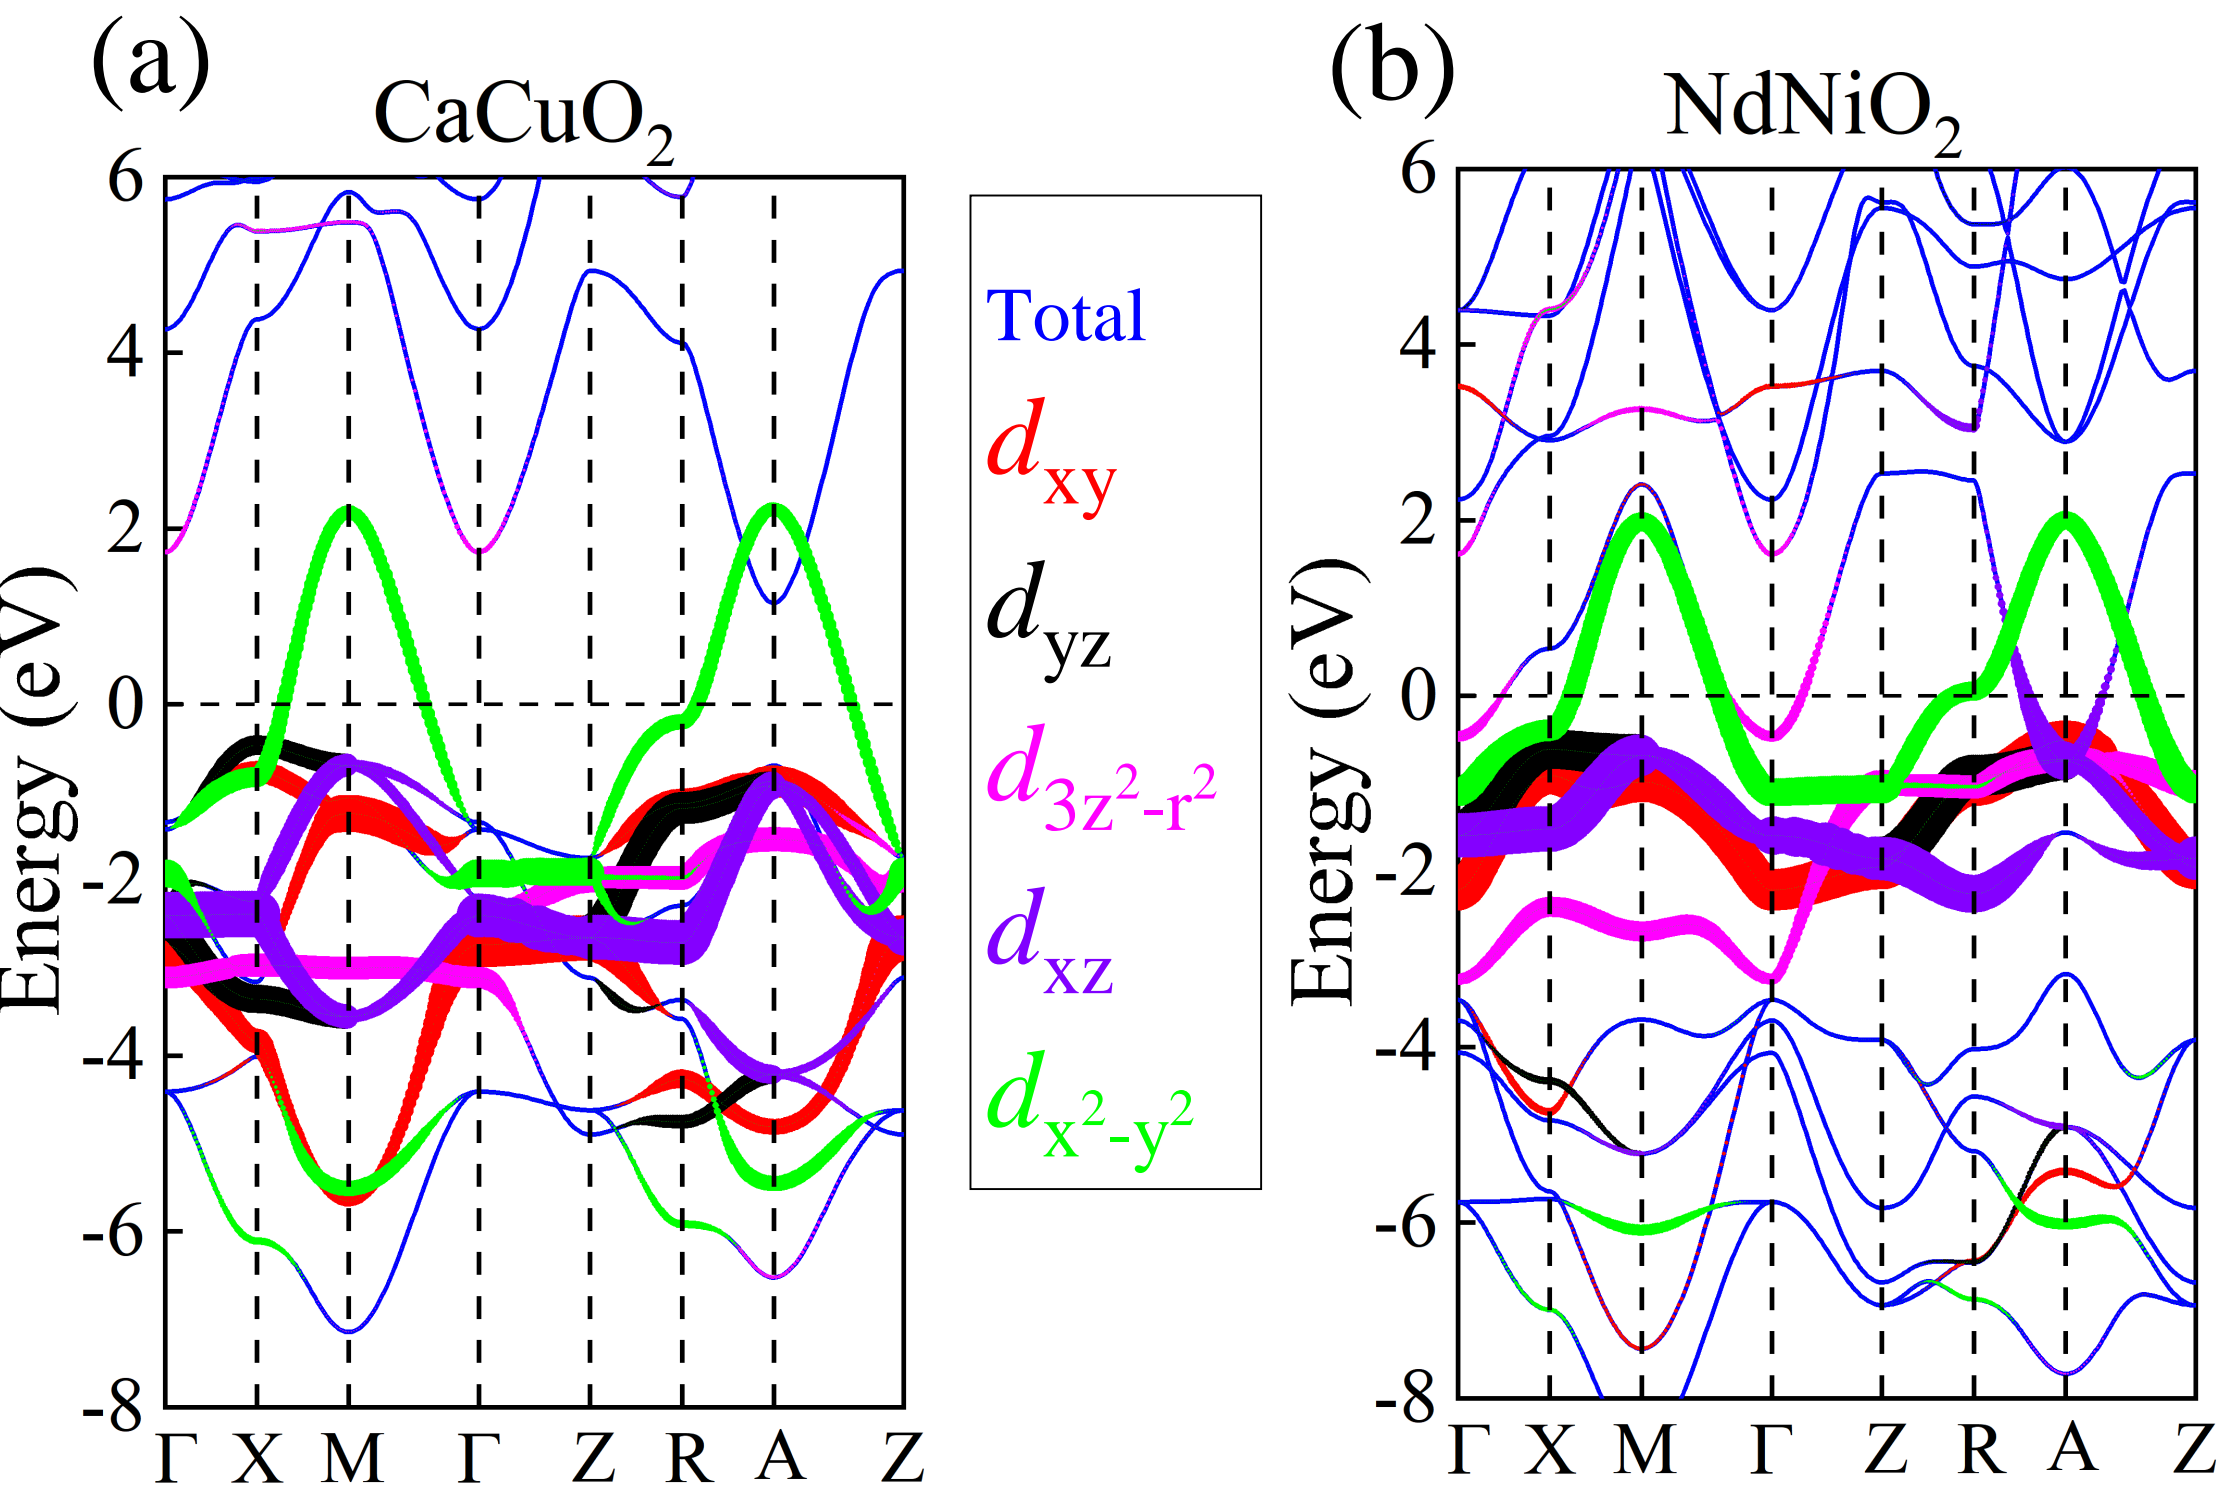 (a)
CaCuO₂
Energy (eV)
6
4
2
0
-2
-4
-6
-8
Γ X M Γ Z R A Z
Total
dxy
dyz
d3z²-r²
dxz
dx²-y²
(b)
NdNiO₂
Energy (eV)
6
4
2
0
-2
-4
-6
-8
Γ X M Γ Z R A Z